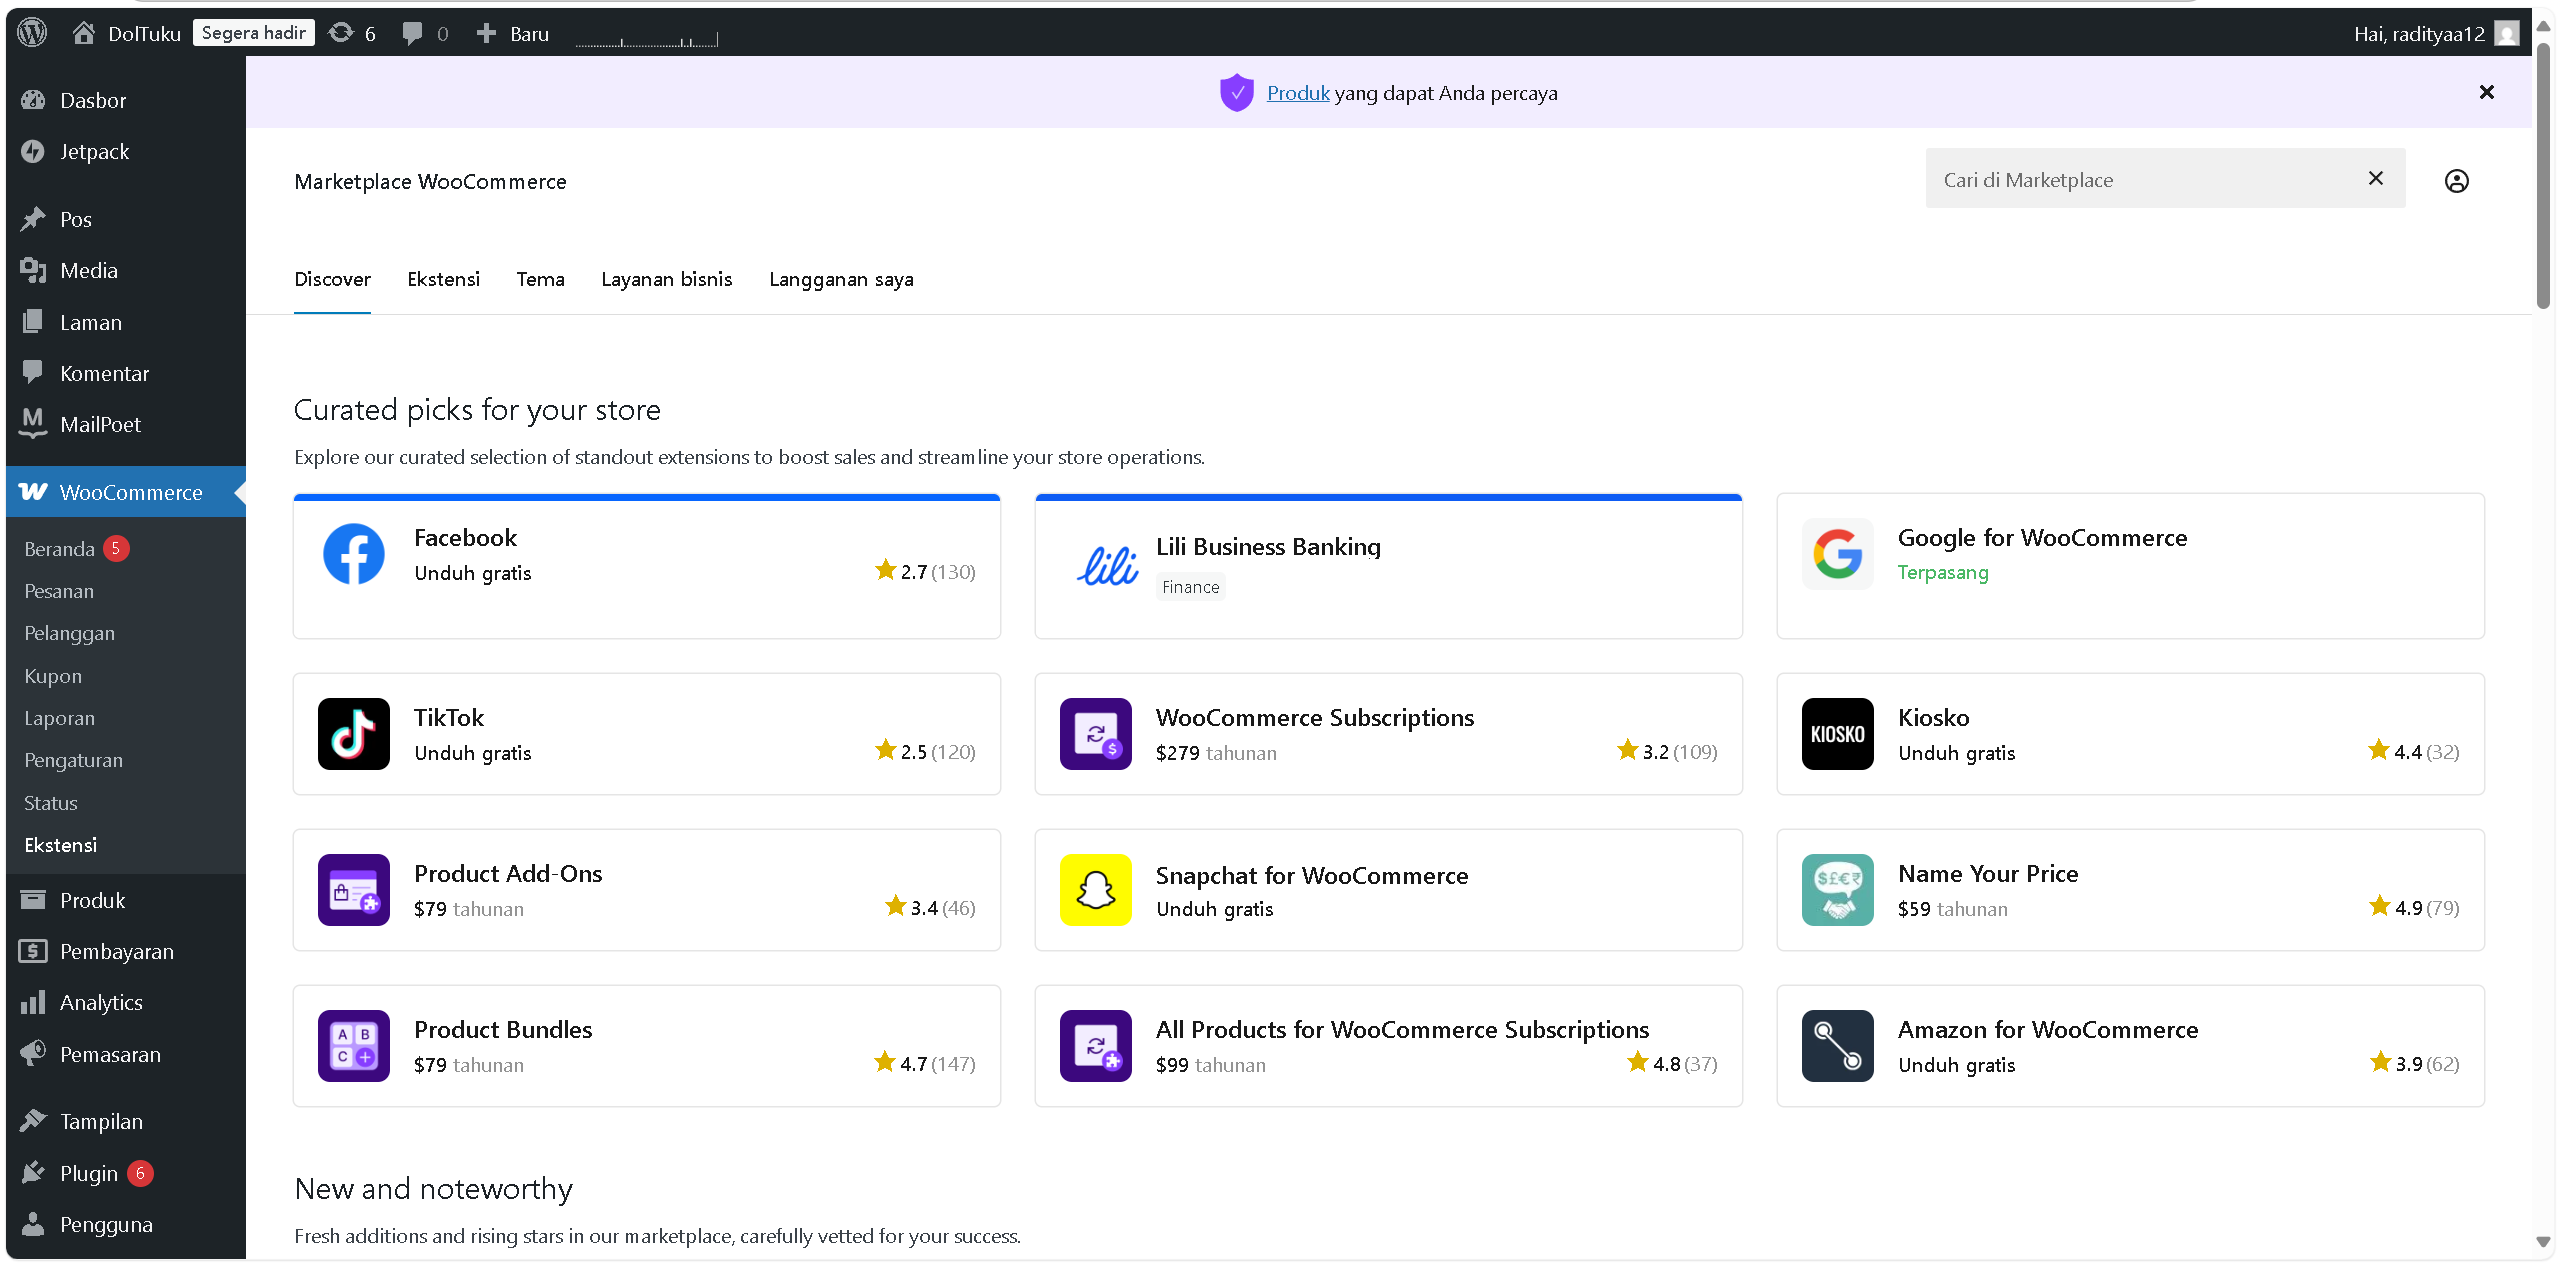 DolTuku Segera hadir 6 0 Baru Hai, radityaa12
Dasbor
Jetpack
Pos
Media
Laman
Komentar
MailPoet
WooCommerce
Beranda 5
Pesanan
Pelanggan
Kupon
Laporan
Pengaturan
Status
Ekstensi
Produk
Pembayaran
Analytics
Pemasaran
Tampilan
Plugin 6
Pengguna
Produk yang dapat Anda percaya
Marketplace WooCommerce
Cari di Marketplace
Discover Ekstensi Tema Layanan bisnis Langganan saya
Curated picks for your store
Explore our curated selection of standout extensions to boost sales and streamline your store operations.
Facebook
Unduh gratis 2.7 (130)
lili
Lili Business Banking
Finance
Google for WooCommerce
Terpasang
TikTok
Unduh gratis 2.5 (120)
WooCommerce Subscriptions
$279 tahunan 3.2 (109)
KIOSKO
Kiosko
Unduh gratis 4.4 (32)
Product Add-Ons
$79 tahunan 3.4 (46)
Snapchat for WooCommerce
Unduh gratis
$£€₹
Name Your Price
$59 tahunan 4.9 (79)
A B
C +
Product Bundles
$79 tahunan 4.7 (147)
All Products for WooCommerce Subscriptions
$99 tahunan 4.8 (37)
Amazon for WooCommerce
Unduh gratis 3.9 (62)
New and noteworthy
Fresh additions and rising stars in our marketplace, carefully vetted for your success.